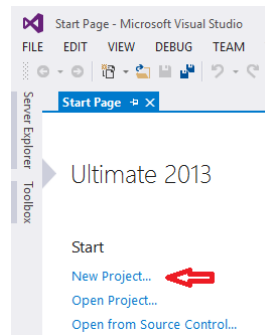 Start Page - Microsoft Visual Studio
FILE EDIT VIEW DEBUG TEAM
Server Explorer
Toolbox
Start Page
Ultimate 2013
Start
New Project...
Open Project...
Open from Source Control...